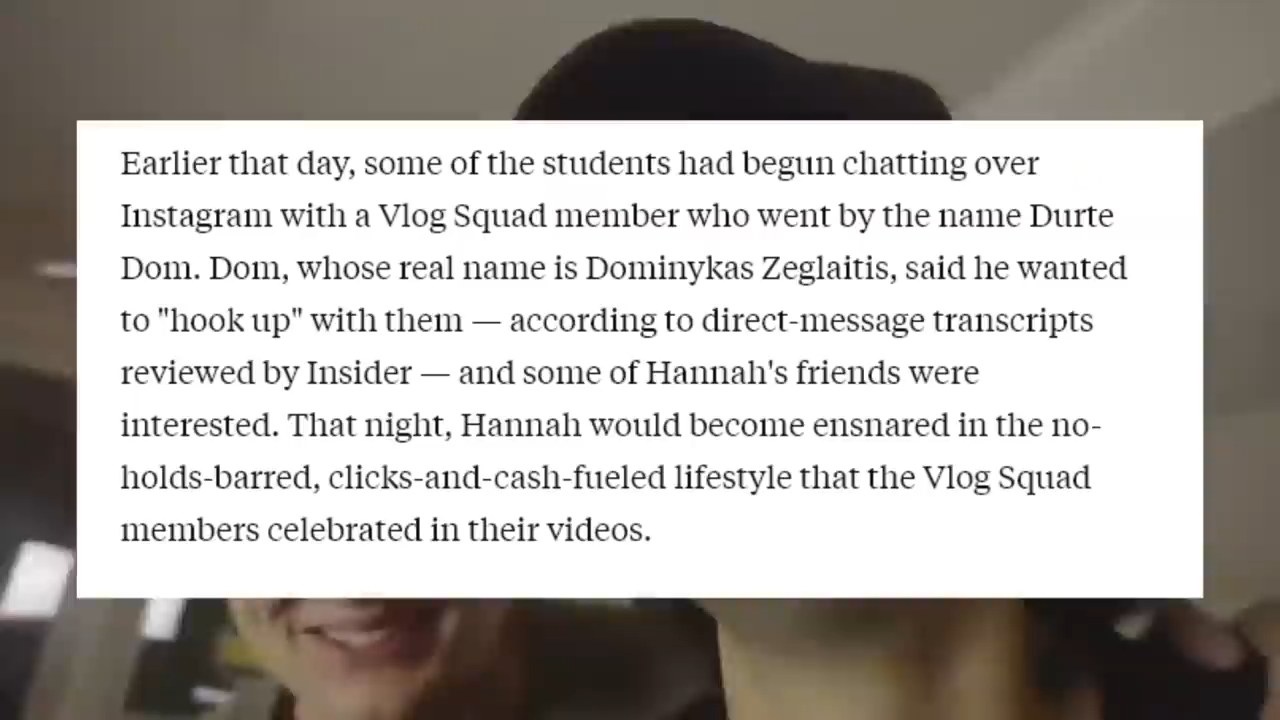 Earlier that day, some of the students had begun chatting over
Instagram with a Vlog Squad member who went by the name Durte
Dom. Dom, whose real name is Dominykas Zeglaitis, said he wanted
to "hook up" with them — according to direct-message transcripts
reviewed by Insider — and some of Hannah's friends were
interested. That night, Hannah would become ensnared in the no-
holds-barred, clicks-and-cash-fueled lifestyle that the Vlog Squad
members celebrated in their videos.